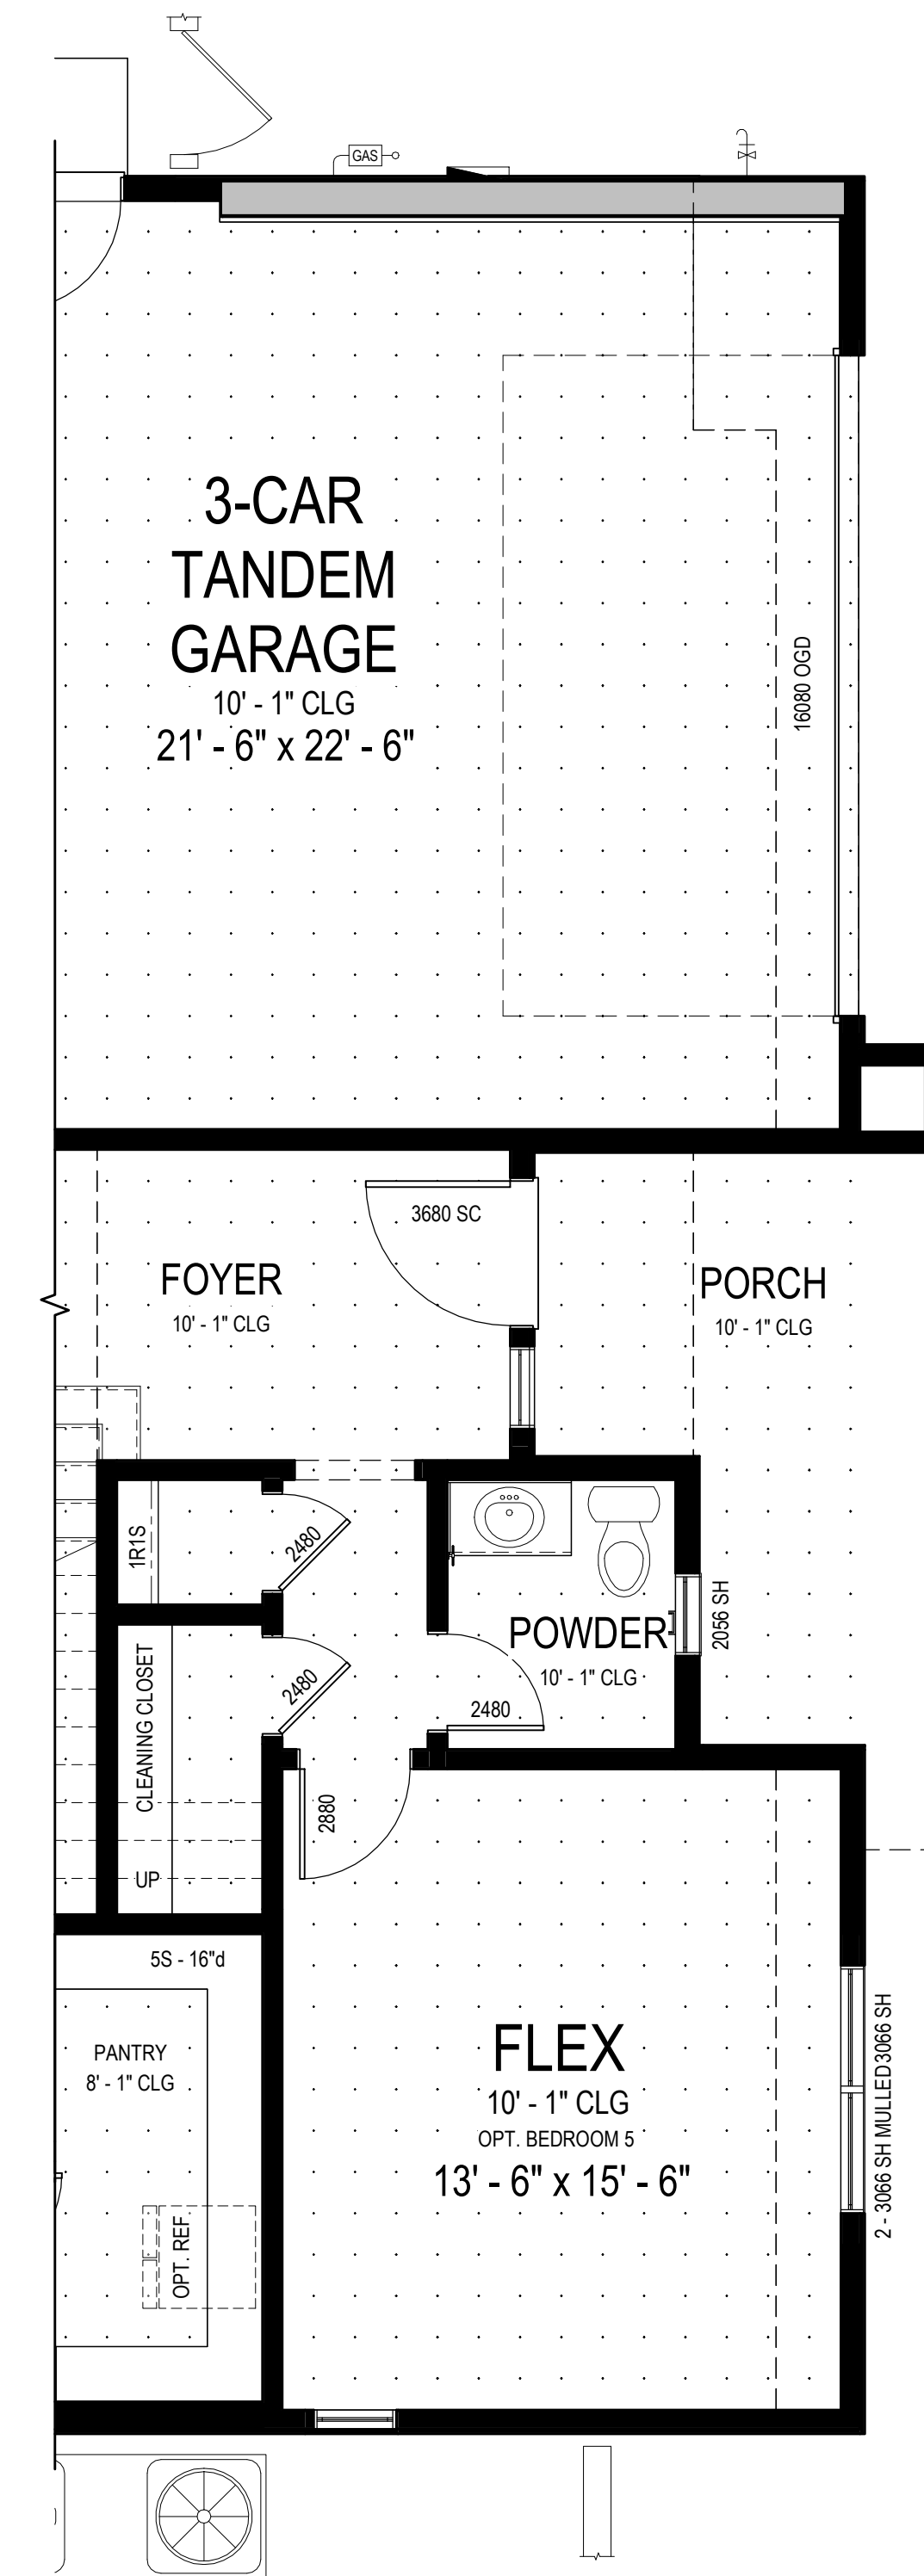 GAS
3-CAR
TANDEM
GARAGE
10' - 1" CLG
21' - 6" x 22' - 6"
16080 OGD
3680 SC
FOYER
10' - 1" CLG
PORCH
10' - 1" CLG
1R1S
2480
2056 SH
POWDER
10' - 1" CLG
CLEANING CLOSET
2480
2480
2880
UP
5S - 16"d
PANTRY
8' - 1" CLG
FLEX
10' - 1" CLG
OPT. BEDROOM 5
13' - 6" x 15' - 6"
2 - 3066 SH MULLED3066 SH
OPT. REF.